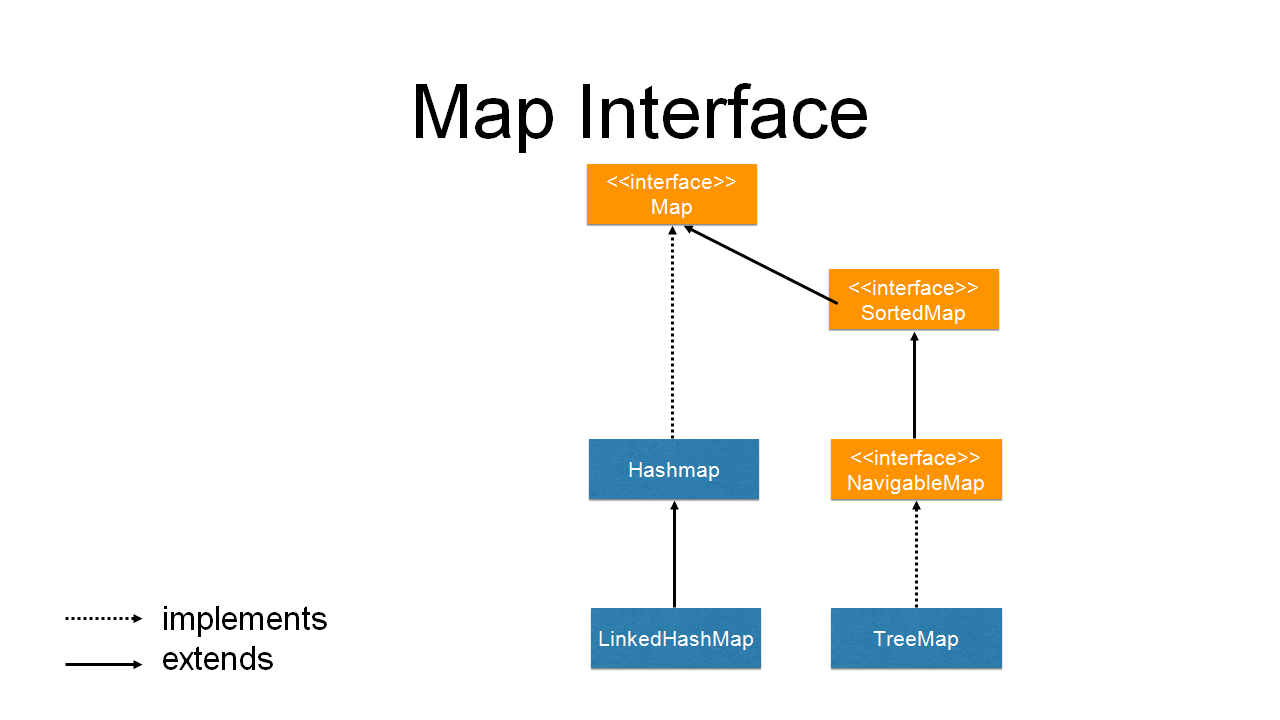 Map Interface
<<interface>>
Map
<<interface>>
SortedMap
Hashmap
<<interface>>
NavigableMap
LinkedHashMap
TreeMap
implements
extends